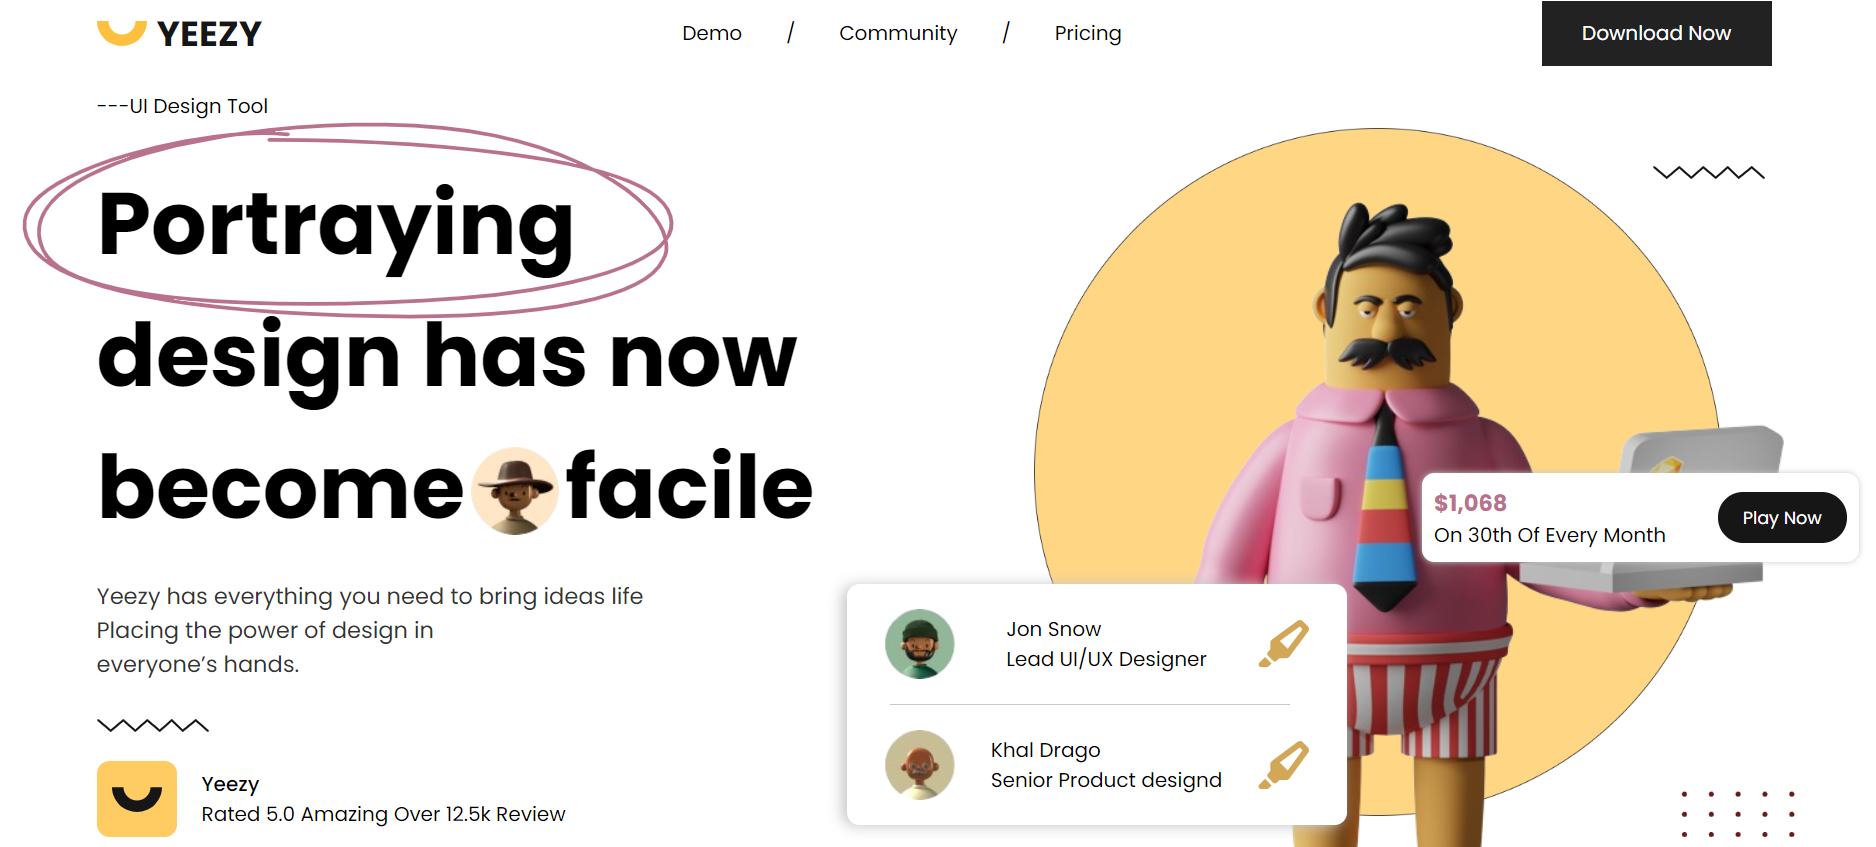 YEEZY
Demo / Community / Pricing
Download Now
---UI Design Tool
Portraying
design has now
become facile
Yeezy has everything you need to bring ideas life
Placing the power of design in
everyone’s hands.
Yeezy
Rated 5.0 Amazing Over 12.5k Review
$1,068
On 30th Of Every Month
Play Now
Jon Snow
Lead UI/UX Designer
Khal Drago
Senior Product designd